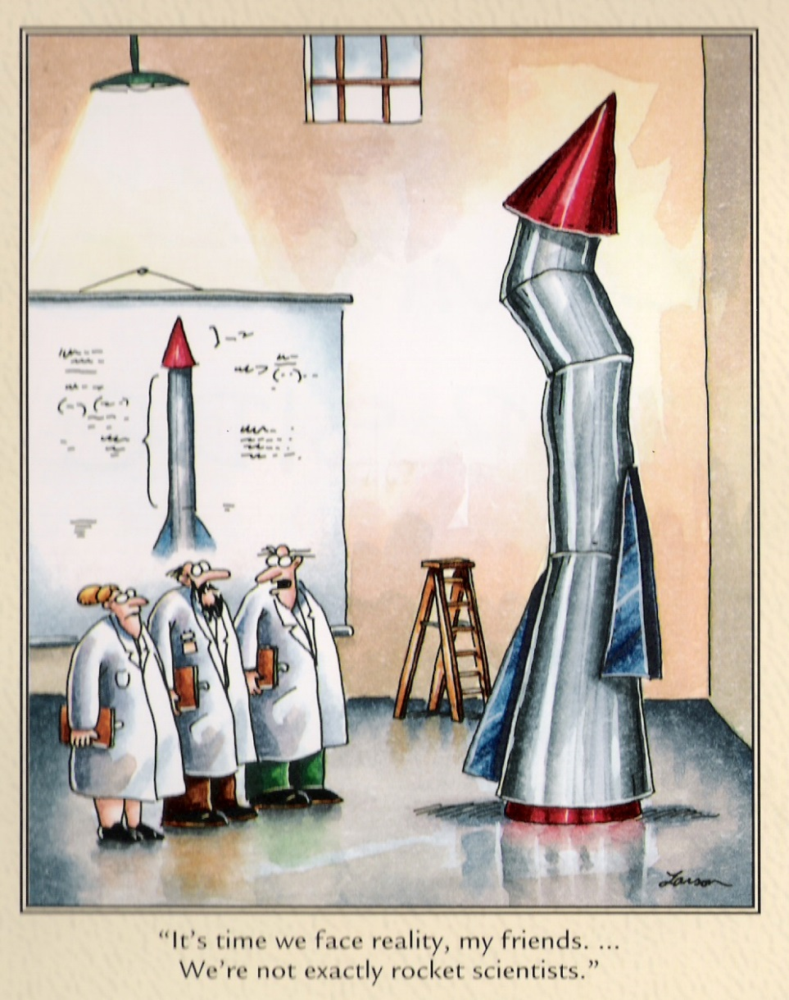 Larson
“It’s time we face reality, my friends. ...
We’re not exactly rocket scientists.”